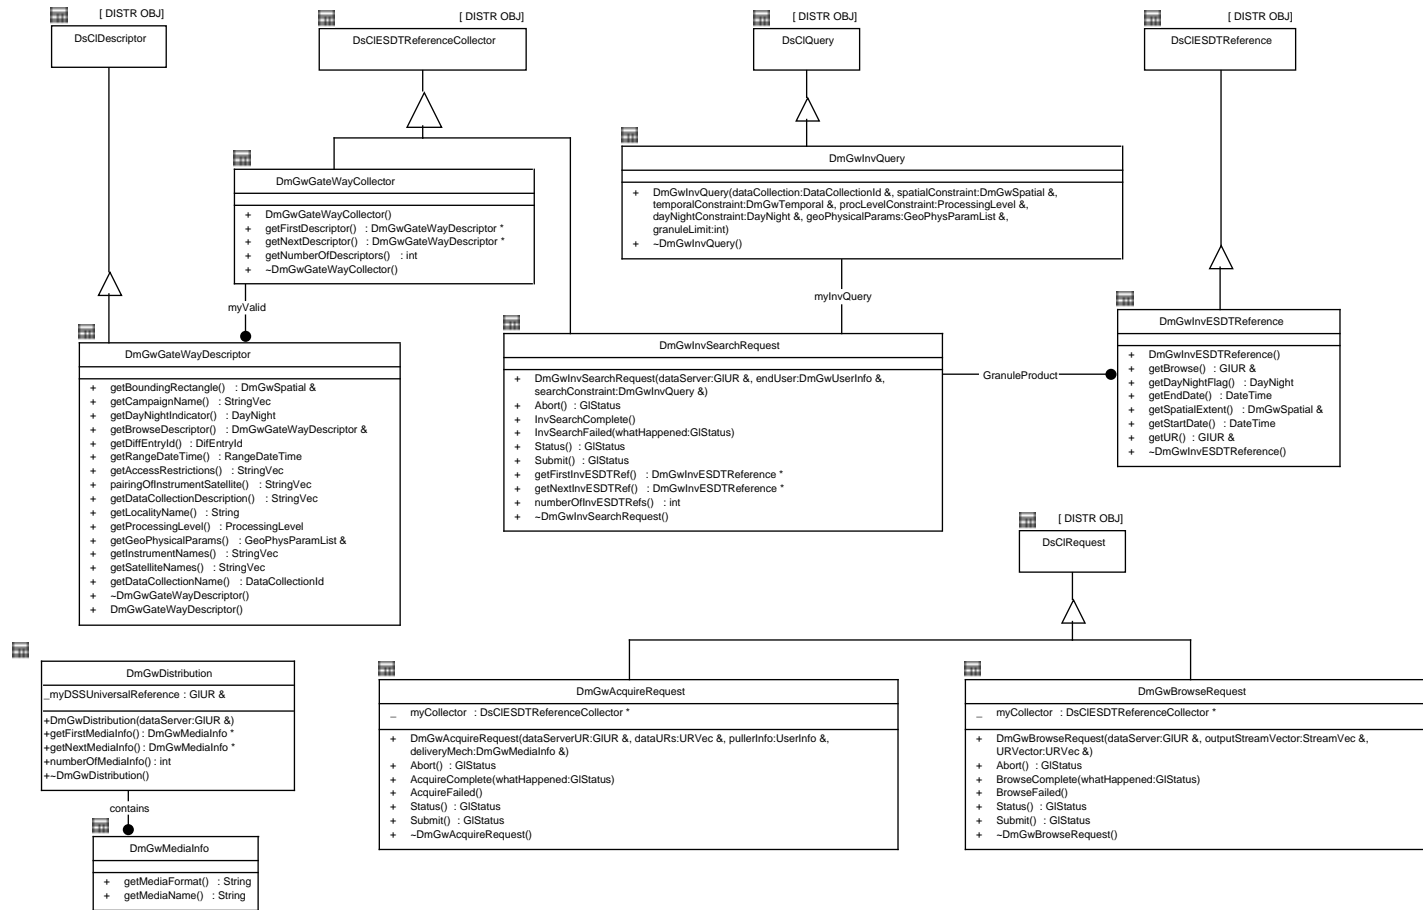 [ DISTR OBJ]
DsClDescriptor
[ DISTR OBJ]
DsClESDTReferenceCollector
[ DISTR OBJ]
DsClQuery
[ DISTR OBJ]
DsClESDTReference
DmGwGateWayCollector
+ DmGwGateWayCollector()
+ getFirstDescriptor() : DmGwGateWayDescriptor *
+ getNextDescriptor() : DmGwGateWayDescriptor *
+ getNumberOfDescriptors() : int
+ ~DmGwGateWayCollector()
myValid
DmGwInvQuery
+ DmGwInvQuery(dataCollection:DataCollectionId &, spatialConstraint:DmGwSpatial &,
temporalConstraint:DmGwTemporal &, procLevelConstraint:ProcessingLevel &,
dayNightConstraint:DayNight &, geoPhysicalParams:GeoPhysParamList &,
granuleLimit:int)
+ ~DmGwInvQuery()
myInvQuery
DmGwGateWayDescriptor
+ getBoundingRectangle() : DmGwSpatial &
+ getCampaignName() : StringVec
+ getDayNightIndicator() : DayNight
+ getBrowseDescriptor() : DmGwGateWayDescriptor &
+ getDiffEntryId() : DifEntryId
+ getRangeDateTime() : RangeDateTime
+ getAccessRestrictions() : StringVec
+ pairingOfInstrumentSatellite() : StringVec
+ getDataCollectionDescription() : StringVec
+ getLocalityName() : String
+ getProcessingLevel() : ProcessingLevel
+ getGeoPhysicalParams() : GeoPhysParamList &
+ getInstrumentNames() : StringVec
+ getSatelliteNames() : StringVec
+ getDataCollectionName() : DataCollectionId
+ ~DmGwGateWayDescriptor()
+ DmGwGateWayDescriptor()
DmGwInvSearchRequest
+ DmGwInvSearchRequest(dataServer:GlUR &, endUser:DmGwUserInfo &,
searchConstraint:DmGwInvQuery &)
+ Abort() : GlStatus
+ InvSearchComplete()
+ InvSearchFailed(whatHappened:GlStatus)
+ Status() : GlStatus
+ Submit() : GlStatus
+ getFirstInvESDTRef() : DmGwInvESDTReference *
+ getNextInvESDTRef() : DmGwInvESDTReference *
+ numberOfInvESDTRefs() : int
+ ~DmGwInvSearchRequest()
GranuleProduct
DmGwInvESDTReference
+ DmGwInvESDTReference()
+ getBrowse() : GlUR &
+ getDayNightFlag() : DayNight
+ getEndDate() : DateTime
+ getSpatialExtent() : DmGwSpatial &
+ getStartDate() : DateTime
+ getUR() : GlUR &
+ ~DmGwInvESDTReference()
[ DISTR OBJ]
DsClRequest
DmGwDistribution
_myDSSUniversalReference : GlUR &
+DmGwDistribution(dataServer:GlUR &)
+getFirstMediaInfo() : DmGwMediaInfo *
+getNextMediaInfo() : DmGwMediaInfo *
+numberOfMediaInfo() : int
+~DmGwDistribution()
contains
DmGwMediaInfo
+ getMediaFormat() : String
+ getMediaName() : String
DmGwAcquireRequest
_ myCollector : DsClESDTReferenceCollector *
+ DmGwAcquireRequest(dataServerUR:GlUR &, dataURs:URVec &, pullerInfo:UserInfo &,
deliveryMech:DmGwMediaInfo &)
+ Abort() : GlStatus
+ AcquireComplete(whatHappened:GlStatus)
+ AcquireFailed()
+ Status() : GlStatus
+ Submit() : GlStatus
+ ~DmGwAcquireRequest()
DmGwBrowseRequest
_ myCollector : DsClESDTReferenceCollector *
+ DmGwBrowseRequest(dataServer:GlUR &, outputStreamVector:StreamVec &,
URVector:URVec &)
+ Abort() : GlStatus
+ BrowseComplete(whatHappened:GlStatus)
+ BrowseFailed()
+ Status() : GlStatus
+ Submit() : GlStatus
+ ~DmGwBrowseRequest()